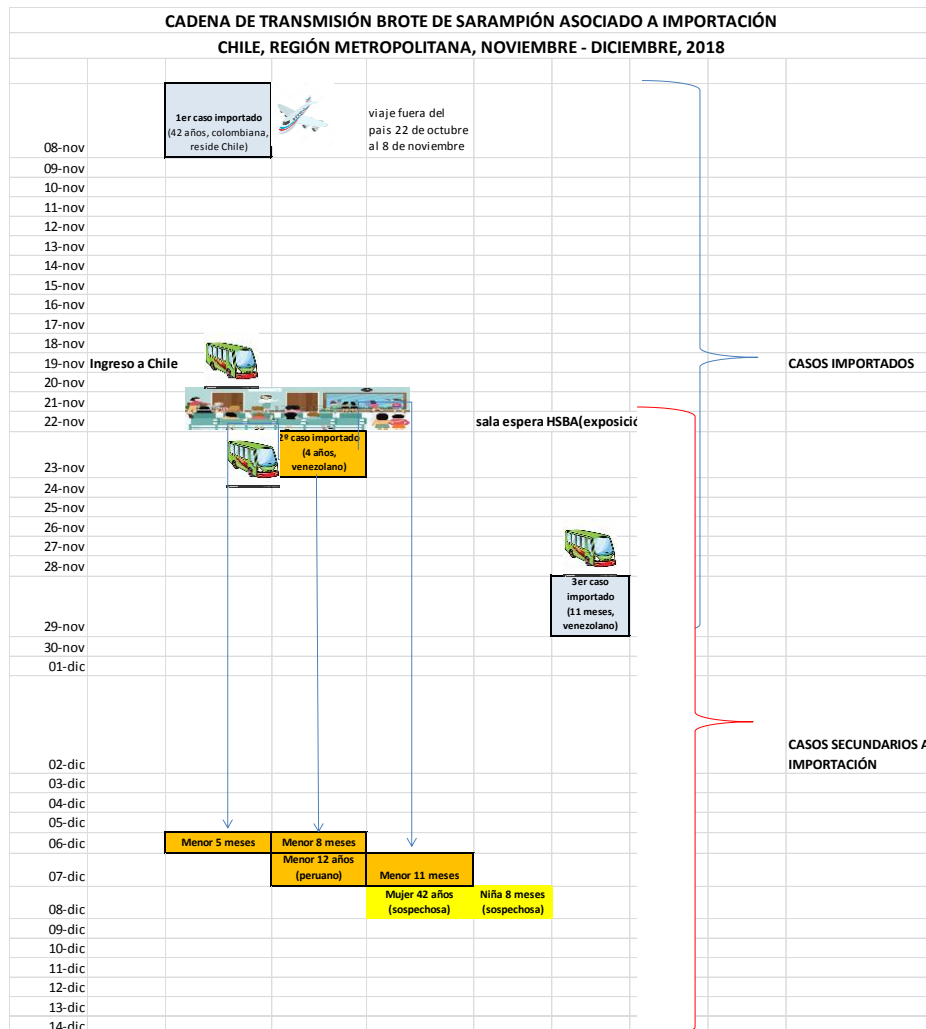 CADENA DE TRANSMISIÓN BROTE DE SARAMPIÓN ASOCIADO A IMPORTACIÓN
CHILE, REGIÓN METROPOLITANA, NOVIEMBRE - DICIEMBRE, 2018
1er caso importado
(42 años, colombiana,
reside Chile)
viaje fuera del
pais 22 de octubre
al 8 de noviembre
08-nov
09-nov
10-nov
11-nov
12-nov
13-nov
14-nov
15-nov
16-nov
17-nov
18-nov
19-nov Ingreso a Chile
CASOS IMPORTADOS
20-nov
21-nov
22-nov
sala espera HSBA(exposició
2º caso importado
(4 años,
venezolano)
23-nov
24-nov
25-nov
26-nov
27-nov
28-nov
3er caso
importado
(11 meses,
venezolano)
29-nov
30-nov
01-dic
CASOS SECUNDARIOS A
IMPORTACIÓN
02-dic
03-dic
04-dic
05-dic
06-dic
Menor 5 meses
Menor 8 meses
Menor 12 años
(peruano)
07-dic
Menor 11 meses
Mujer 42 años
(sospechosa)
Niña 8 meses
(sospechosa)
08-dic
09-dic
10-dic
11-dic
12-dic
13-dic
14-dic